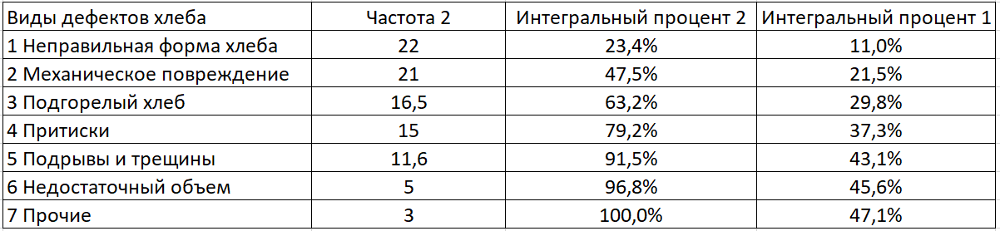 Виды дефектов хлеба Частота 2 Интегральный процент 2 Интегральный процент 1
1 Неправильная форма хлеба 22 23,4% 11,0%
2 Механическое повреждение 21 47,5% 21,5%
3 Подгорелый хлеб 16,5 63,2% 29,8%
4 Притиски 15 79,2% 37,3%
5 Подрывы и трещины 11,6 91,5% 43,1%
6 Недостаточный объем 5 96,8% 45,6%
7 Прочие 3 100,0% 47,1%